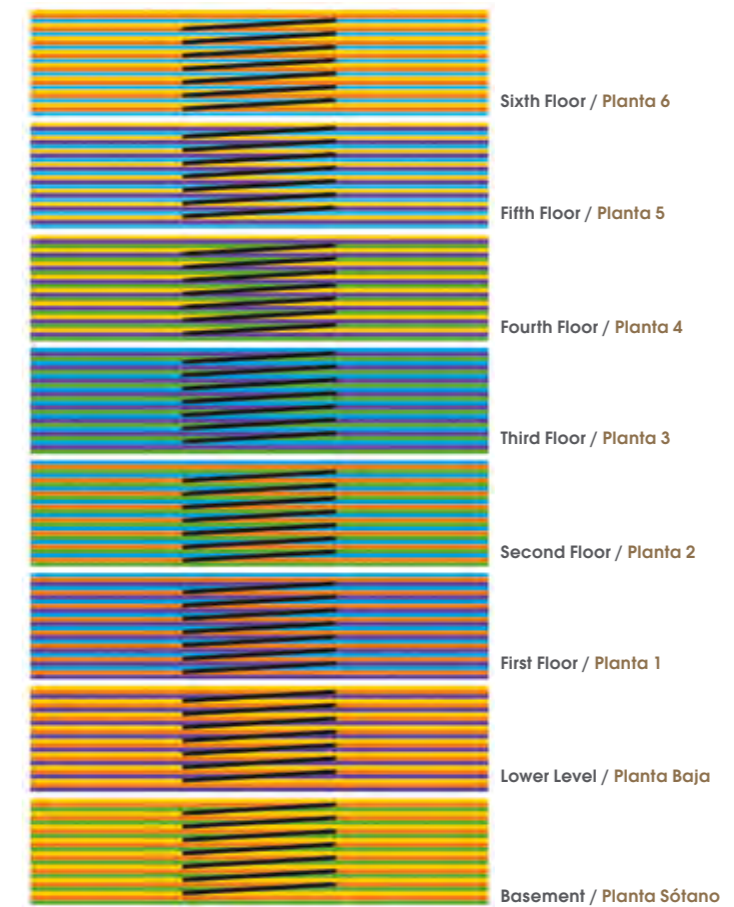 Sixth Floor / Planta 6
Fifth Floor / Planta 5
Fourth Floor / Planta 4
Third Floor / Planta 3
Second Floor / Planta 2
First Floor / Planta 1
Lower Level / Planta Baja
Basement / Planta Sótano